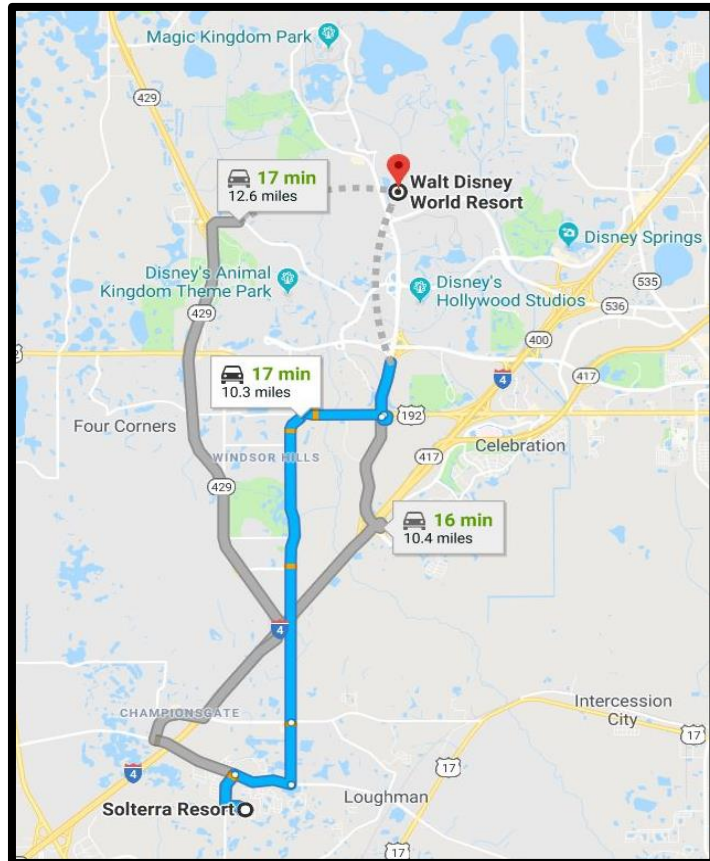 Magic Kingdom Park
429
17 min
12.6 miles
Walt Disney
World Resort
Disney Springs
Disney's Animal
Kingdom Theme Park
Disney's
Hollywood Studios
535
536
429
400
17 min
10.3 miles
4
417
Four Corners
192
WINDSOR HILLS
417
Celebration
429
16 min
10.4 miles
4
CHAMPIONSGATE
Intercession
City
17
4
17
Loughman
Solterra Resort